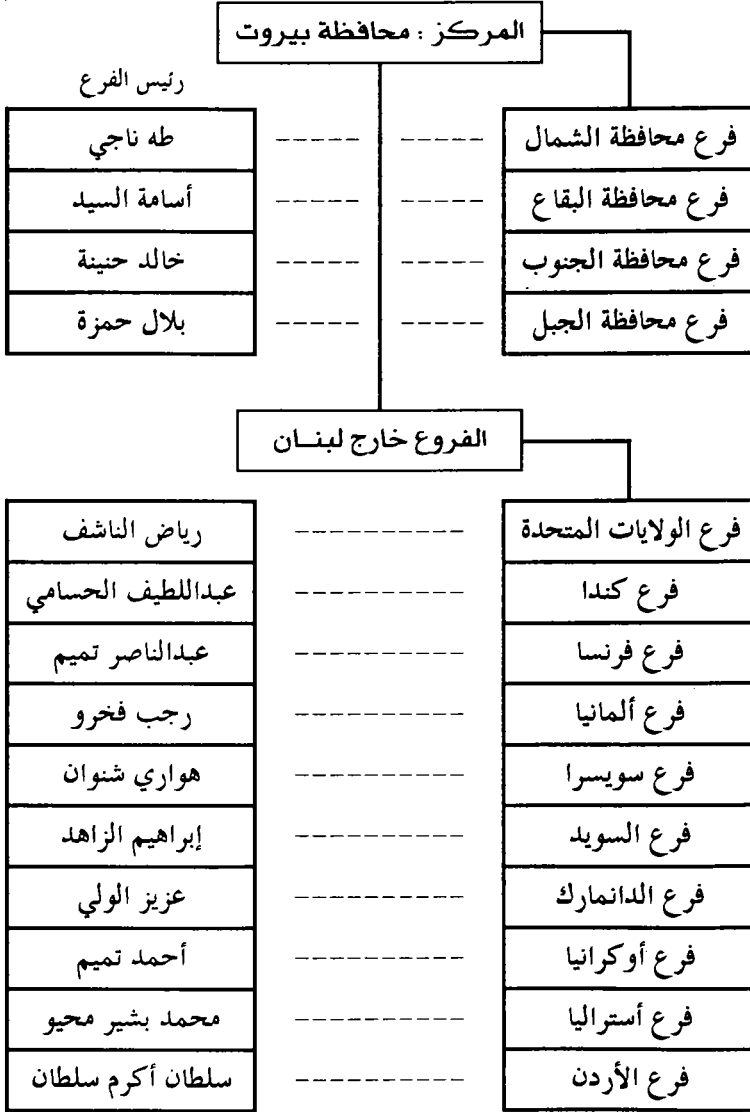 المركز : محافظة بيروت
رئيس الفرع
فرع محافظة الشمال ----- ----- طه ناجي
فرع محافظة البقاع ----- ----- أسامة السيد
فرع محافظة الجنوب ----- ----- خالد حنينة
فرع محافظة الجبل ----- ----- بلال حمزة
الفروع خارج لبنان
فرع الولايات المتحدة ---------- رياض الناشف
فرع كندا ---------- عبداللطيف الحسامي
فرع فرنسا ---------- عبدالناصر تميم
فرع ألمانيا ---------- رجب فخرو
فرع سويسرا ---------- هواري شنوان
فرع السويد ---------- إبراهيم الزاهد
فرع الدانمارك ---------- عزيز الولي
فرع أوكرانيا ---------- أحمد تميم
فرع أستراليا ---------- محمد بشير محيو
فرع الأردن ---------- سلطان أكرم سلطان